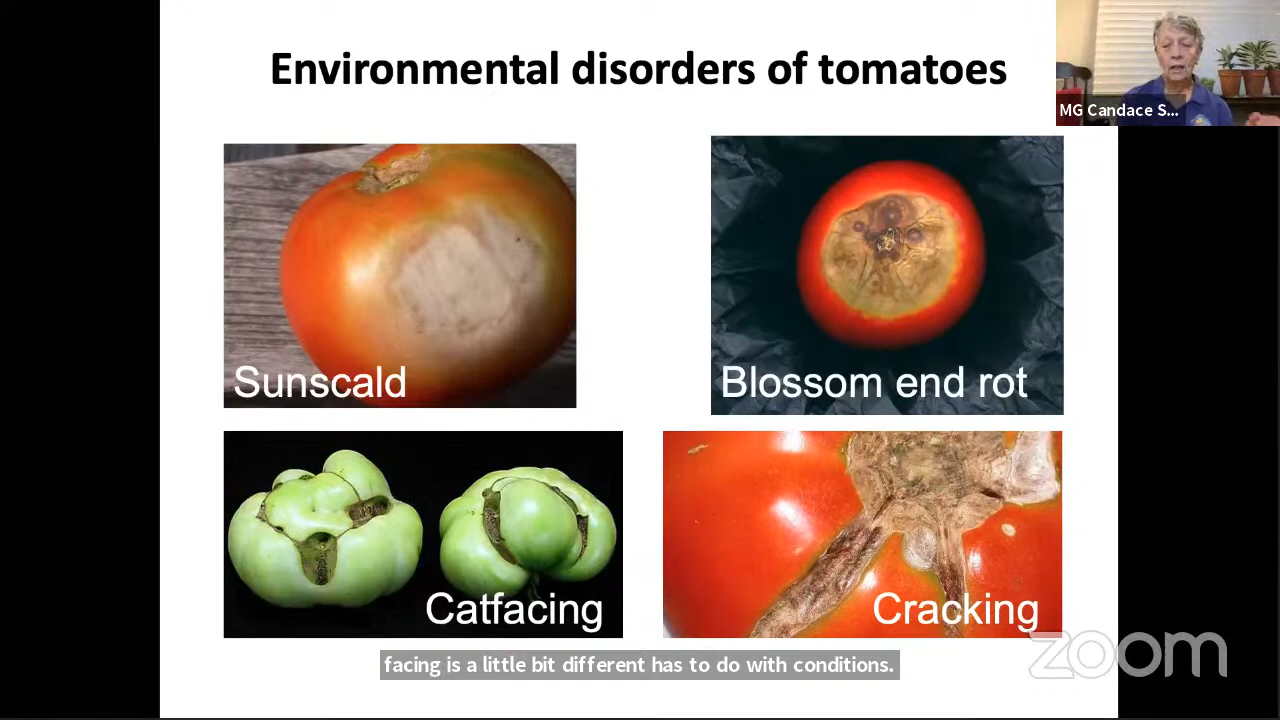 Environmental disorders of tomatoes
MG Candace S...
Sunscald
Blossom end rot
Catfacing
Cracking
facing is a little bit different has to do with conditions.
zoom